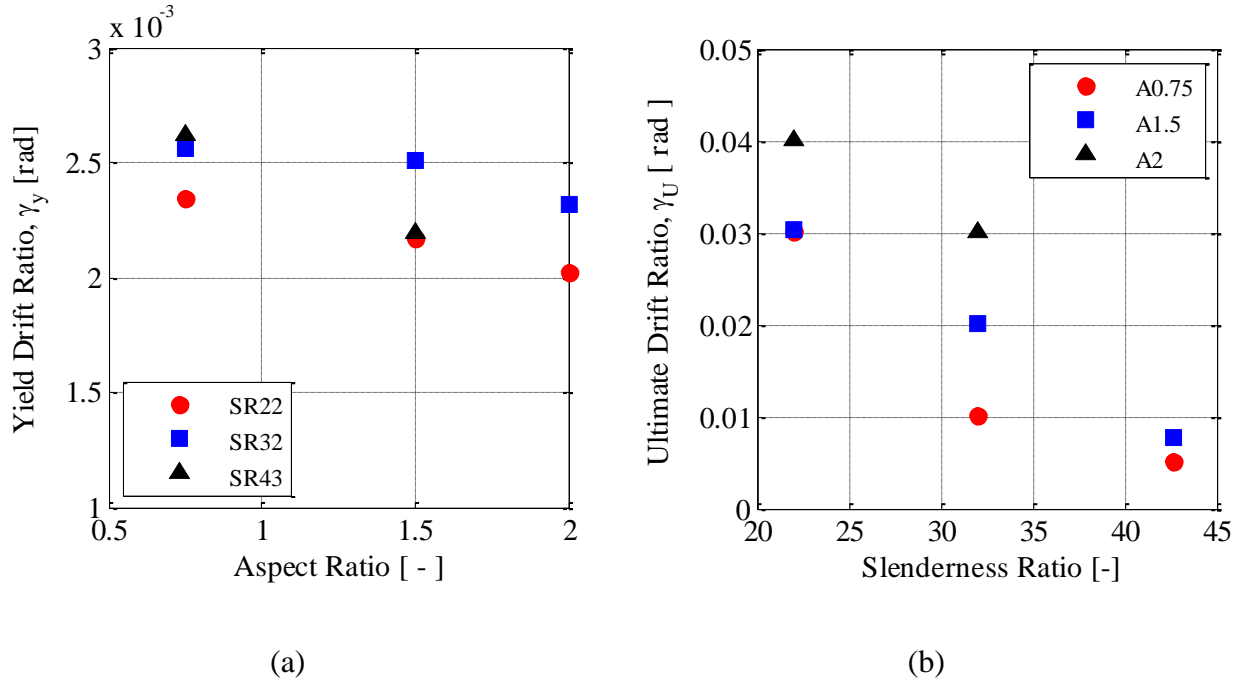 x 10⁻³
3
2.5
2
1.5
1
0.5
1
1.5
2
Yield Drift Ratio, γy [rad]
Aspect Ratio [ - ]
SR22
SR32
SR43
(a)
0.05
0.04
0.03
0.02
0.01
0
20
25
30
35
40
45
Ultimate Drift Ratio, γU [ rad ]
Slenderness Ratio [-]
A0.75
A1.5
A2
(b)